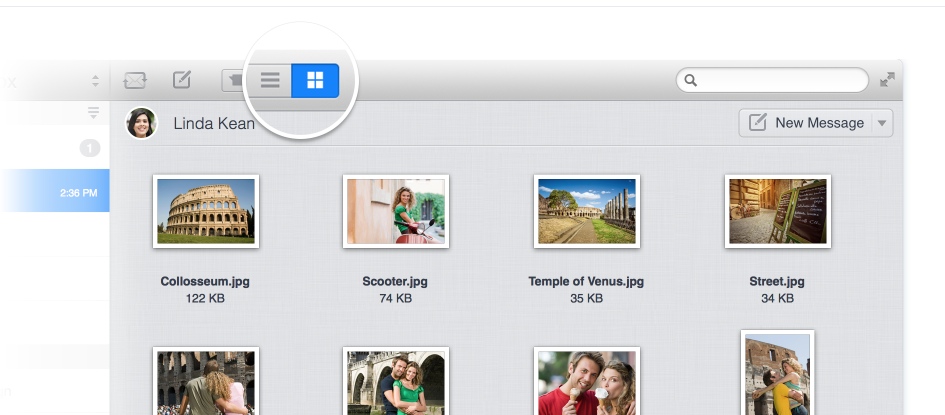 X
Linda Kean
New Message
1
2:36 PM
Collosseum.jpg
122 KB
Scooter.jpg
74 KB
Temple of Venus.jpg
35 KB
Street.jpg
34 KB